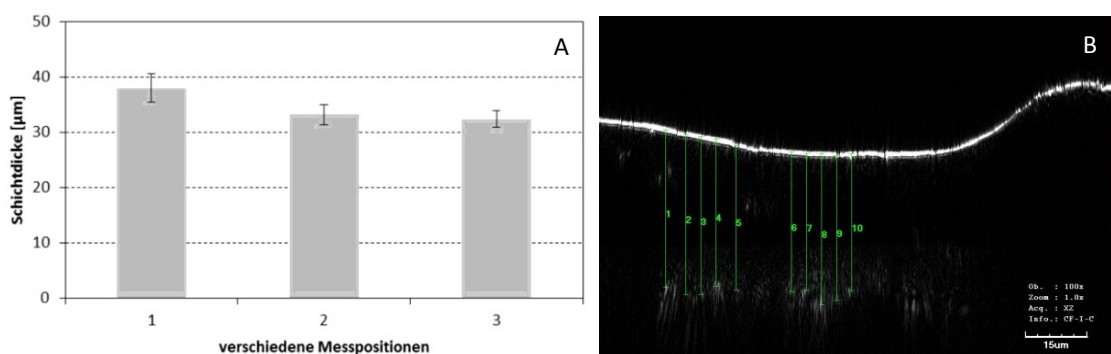 50
A
40
30
20
10
0
Schichtdicke [µm]
1
2
3
verschiedene Messpositionen
B
1
2
3
4
5
6
7
8
9
10
Ob. : 100x
Zoom : 1.0x
Acq. : XZ
Info.: CF-I-C
15um